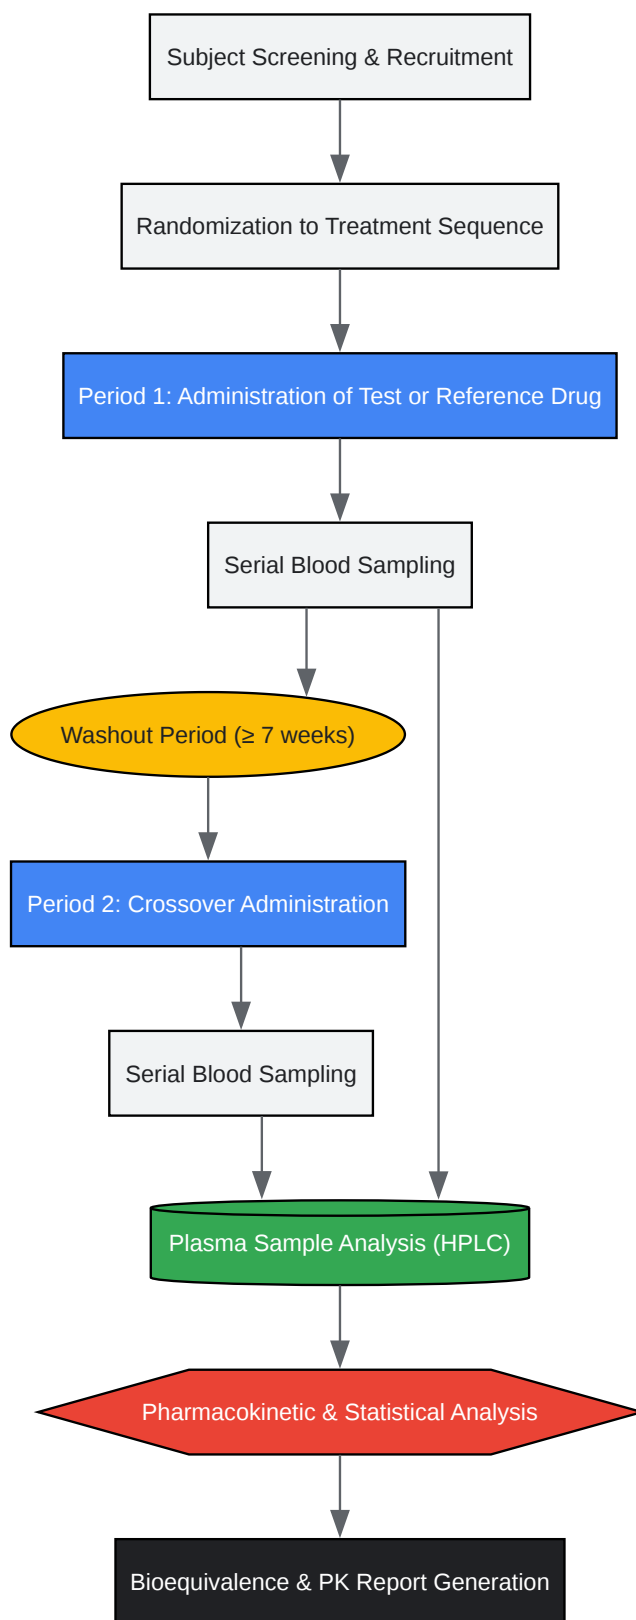 Subject Screening & Recruitment
Randomization to Treatment Sequence
Period 1: Administration of Test or Reference Drug
Serial Blood Sampling
Washout Period (≥ 7 weeks)
Period 2: Crossover Administration
Serial Blood Sampling
Plasma Sample Analysis (HPLC)
Pharmacokinetic & Statistical Analysis
Bioequivalence & PK Report Generation